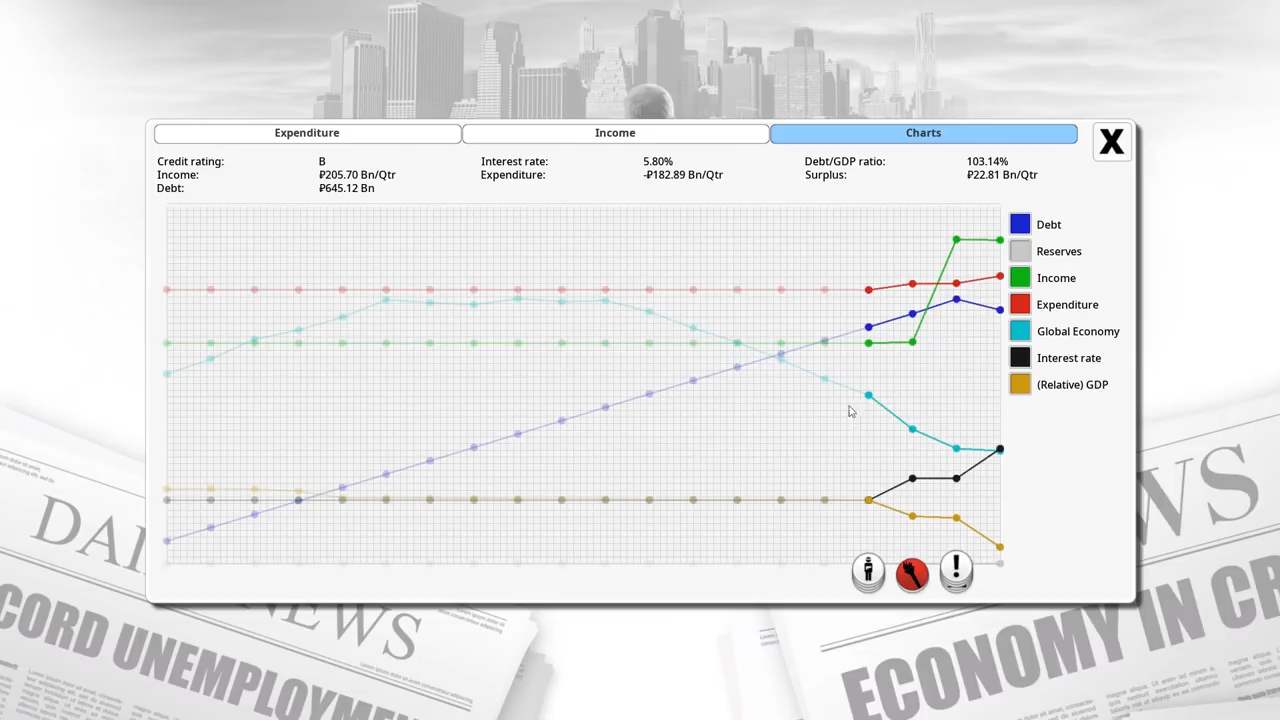 Expenditure
Income
Charts
X
Credit rating: B
Interest rate: 5.80%
Debt/GDP ratio: 103.14%
Income: ₽205.70 Bn/Qtr
Expenditure: -₽182.89 Bn/Qtr
Surplus: ₽22.81 Bn/Qtr
Debt: ₽645.12 Bn
Debt
Reserves
Income
Expenditure
Global Economy
Interest rate
(Relative) GDP
!
DAI
NEWS
CORD UNEMPLOYME
WS
ECONOMY IN CR